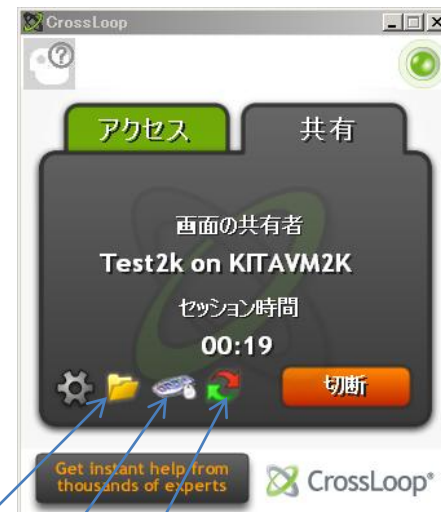 CrossLoop
アクセス
共有
画面の共有者
Test2k on KITAVM2K
セッション時間
00:19
切断
Get instant help from
thousands of experts
CrossLoop®